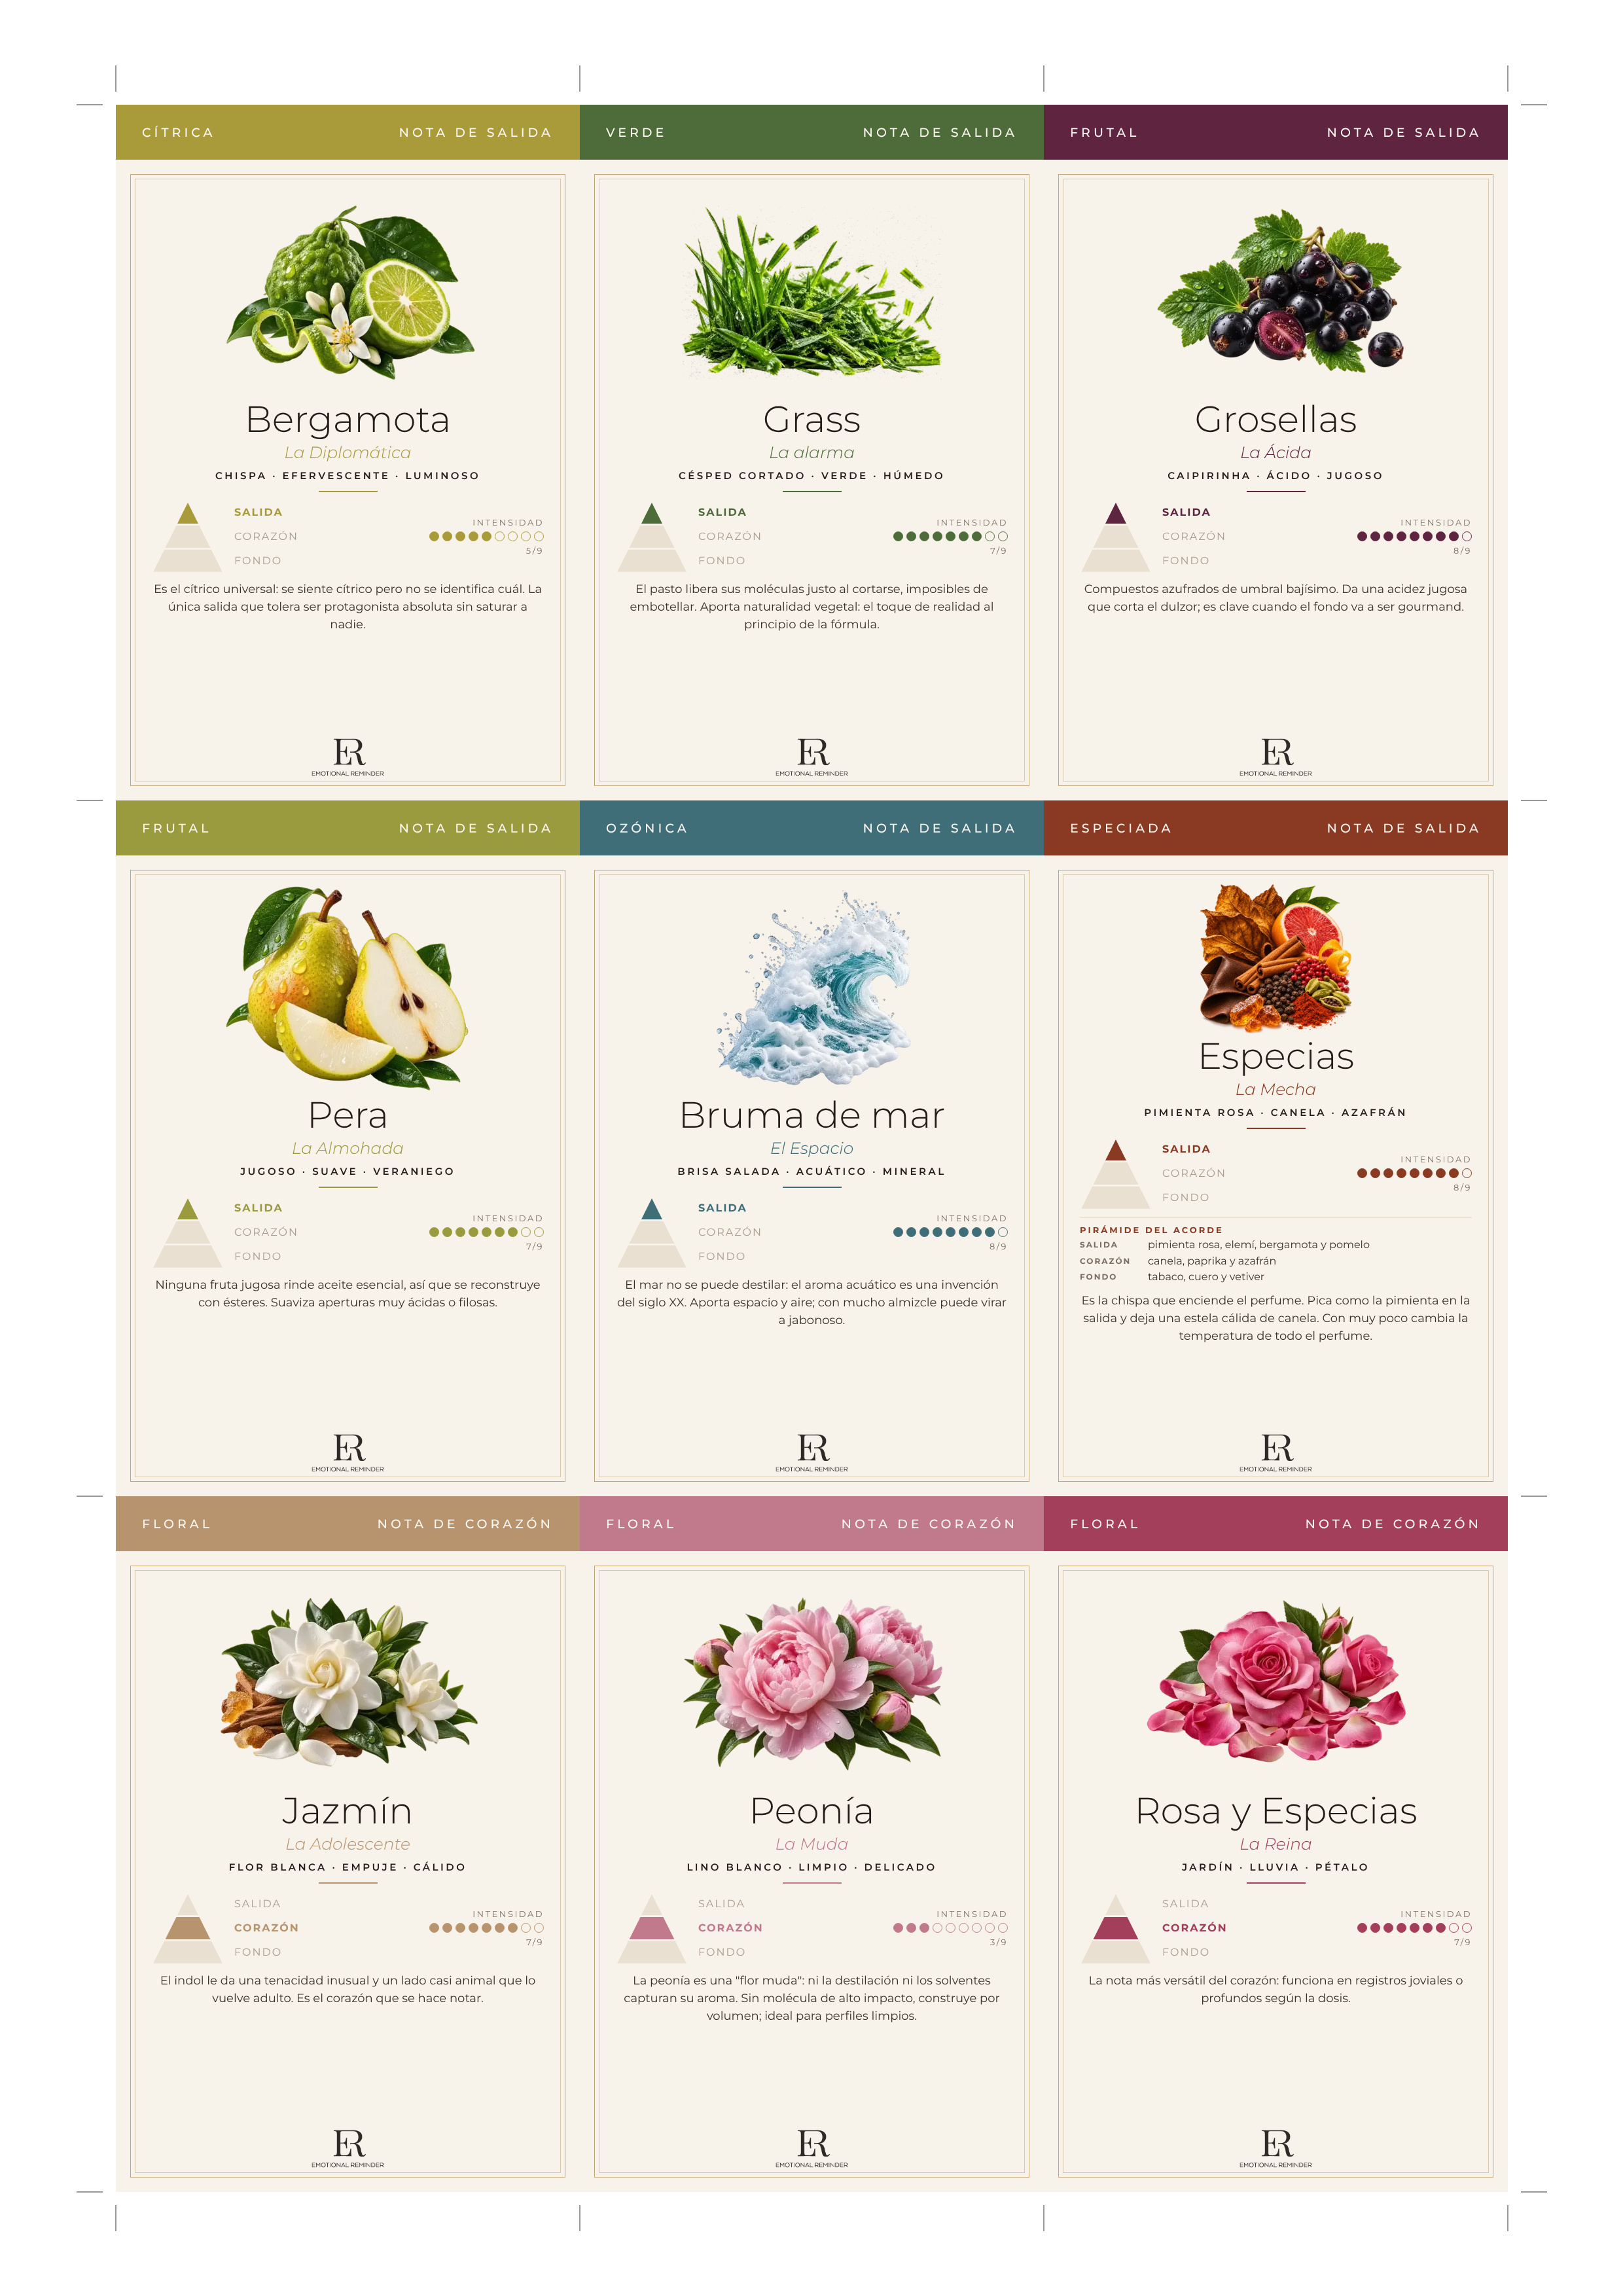 CÍTRICA NOTA DE SALIDA
Bergamota
La Diplomática
CHISPA · EFERVESCENTE · LUMINOSO
SALIDA
CORAZÓN
FONDO
INTENSIDAD
5/9
Es el cítrico universal: se siente cítrico pero no se identifica cuál. La
única salida que tolera ser protagonista absoluta sin saturar a
nadie.
ER
EMOTIONAL REMINDER
VERDE NOTA DE SALIDA
Grass
La alarma
CÉSPED CORTADO · VERDE · HÚMEDO
SALIDA
CORAZÓN
FONDO
INTENSIDAD
7/9
El pasto libera sus moléculas justo al cortarse, imposibles de
embotellar. Aporta naturalidad vegetal: el toque de realidad al
principio de la fórmula.
ER
EMOTIONAL REMINDER
FRUTAL NOTA DE SALIDA
Grosellas
La Ácida
CAIPIRINHA · ÁCIDO · JUGOSO
SALIDA
CORAZÓN
FONDO
INTENSIDAD
8/9
Compuestos azufrados de umbral bajísimo. Da una acidez jugosa
que corta el dulzor; es clave cuando el fondo va a ser gourmand.
ER
EMOTIONAL REMINDER
FRUTAL NOTA DE SALIDA
Pera
La Almohada
JUGOSO · SUAVE · VERANIEGO
SALIDA
CORAZÓN
FONDO
INTENSIDAD
7/9
Ninguna fruta jugosa rinde aceite esencial, así que se reconstruye
con ésteres. Suaviza aperturas muy ácidas o filosas.
ER
EMOTIONAL REMINDER
OZÓNICA NOTA DE SALIDA
Bruma de mar
El Espacio
BRISA SALADA · ACUÁTICO · MINERAL
SALIDA
CORAZÓN
FONDO
INTENSIDAD
8/9
El mar no se puede destilar: el aroma acuático es una invención
del siglo XX. Aporta espacio y aire; con mucho almizcle puede virar
a jabonoso.
ER
EMOTIONAL REMINDER
ESPECIADA NOTA DE SALIDA
Especias
La Mecha
PIMIENTA ROSA · CANELA · AZAFRÁN
SALIDA
CORAZÓN
FONDO
INTENSIDAD
8/9
PIRÁMIDE DEL ACORDE
SALIDA pimienta rosa, elemí, bergamota y pomelo
CORAZÓN canela, paprika y azafrán
FONDO tabaco, cuero y vetiver
Es la chispa que enciende el perfume. Pica como la pimienta en la
salida y deja una estela cálida de canela. Con muy poco cambia la
temperatura de todo el perfume.
ER
EMOTIONAL REMINDER
FLORAL NOTA DE CORAZÓN
Jazmín
La Adolescente
FLOR BLANCA · EMPUJE · CÁLIDO
SALIDA
CORAZÓN
FONDO
INTENSIDAD
7/9
El indol le da una tenacidad inusual y un lado casi animal que lo
vuelve adulto. Es el corazón que se hace notar.
ER
EMOTIONAL REMINDER
FLORAL NOTA DE CORAZÓN
Peonía
La Muda
LINO BLANCO · LIMPIO · DELICADO
SALIDA
CORAZÓN
FONDO
INTENSIDAD
3/9
La peonía es una "flor muda": ni la destilación ni los solventes
capturan su aroma. Sin molécula de alto impacto, construye por
volumen; ideal para perfiles limpios.
ER
EMOTIONAL REMINDER
FLORAL NOTA DE CORAZÓN
Rosa y Especias
La Reina
JARDÍN · LLUVIA · PÉTALO
SALIDA
CORAZÓN
FONDO
INTENSIDAD
7/9
La nota más versátil del corazón: funciona en registros joviales o
profundos según la dosis.
ER
EMOTIONAL REMINDER